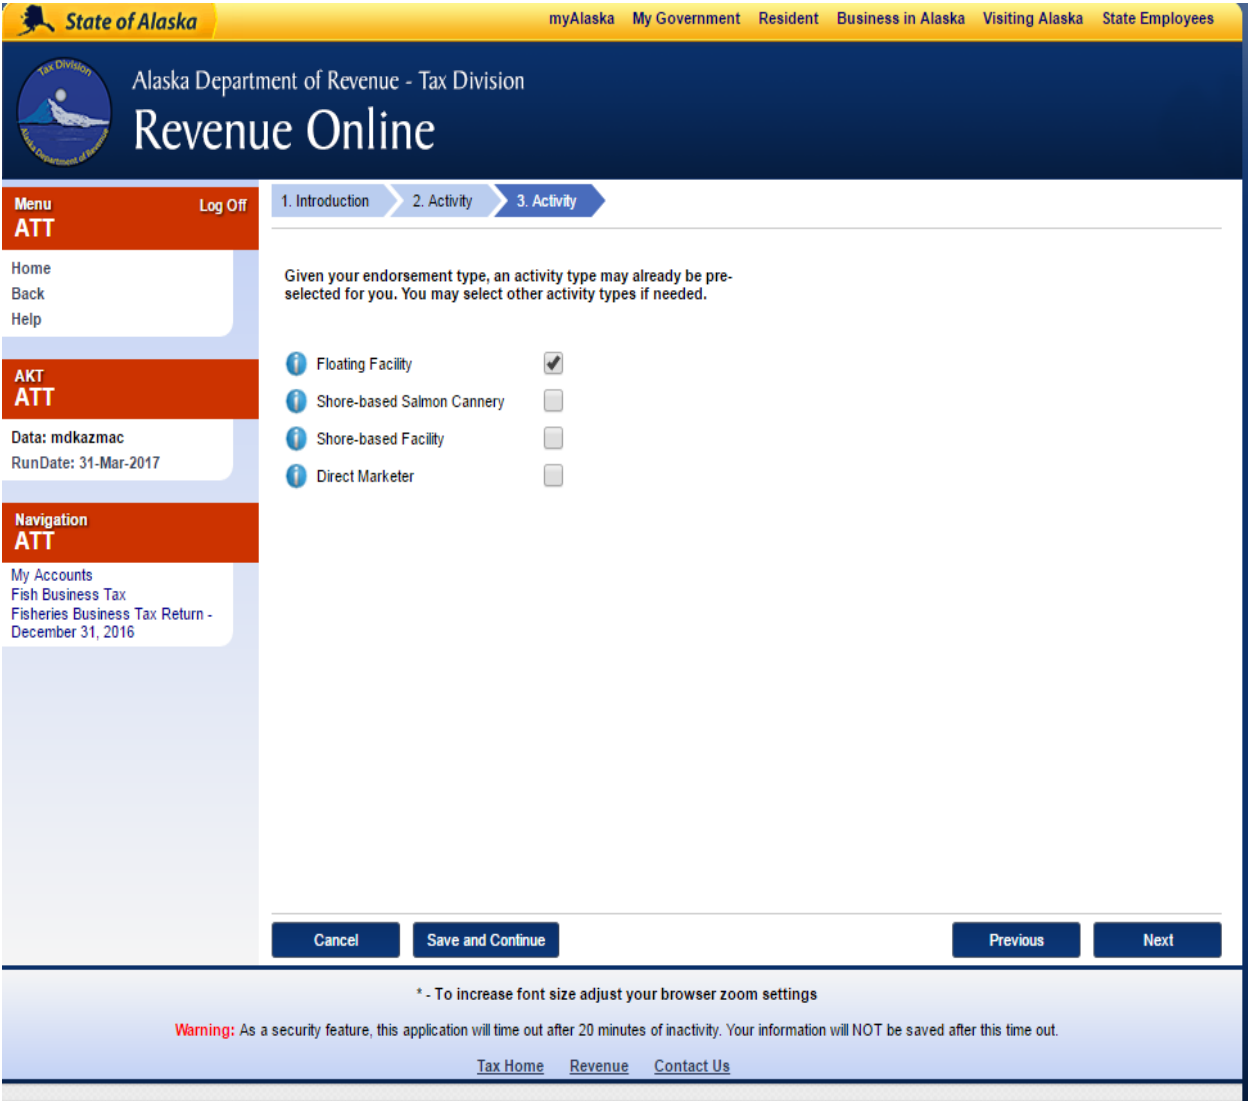 State of Alaska
myAlaska My Government Resident Business in Alaska Visiting Alaska State Employees
Tax Division
Alaska Department of Revenue
Alaska Department of Revenue - Tax Division
Revenue Online
Menu Log Off
ATT
Home
Back
Help
AKT
ATT
Data: mdkazmac
RunDate: 31-Mar-2017
Navigation
ATT
My Accounts
Fish Business Tax
Fisheries Business Tax Return -
December 31, 2016
1. Introduction 2. Activity 3. Activity
Given your endorsement type, an activity type may already be pre-
selected for you. You may select other activity types if needed.
Floating Facility
Shore-based Salmon Cannery
Shore-based Facility
Direct Marketer
Cancel Save and Continue Previous Next
* - To increase font size adjust your browser zoom settings
Warning: As a security feature, this application will time out after 20 minutes of inactivity. Your information will NOT be saved after this time out.
Tax Home Revenue Contact Us